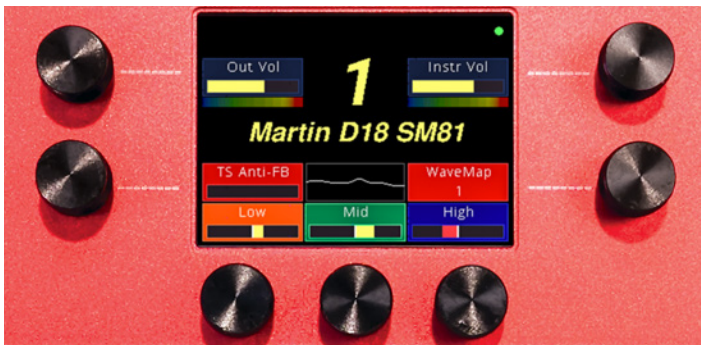 Out Vol
1
Instr Vol
Martin D18 SM81
TS Anti-FB
WaveMap
1
Low
Mid
High